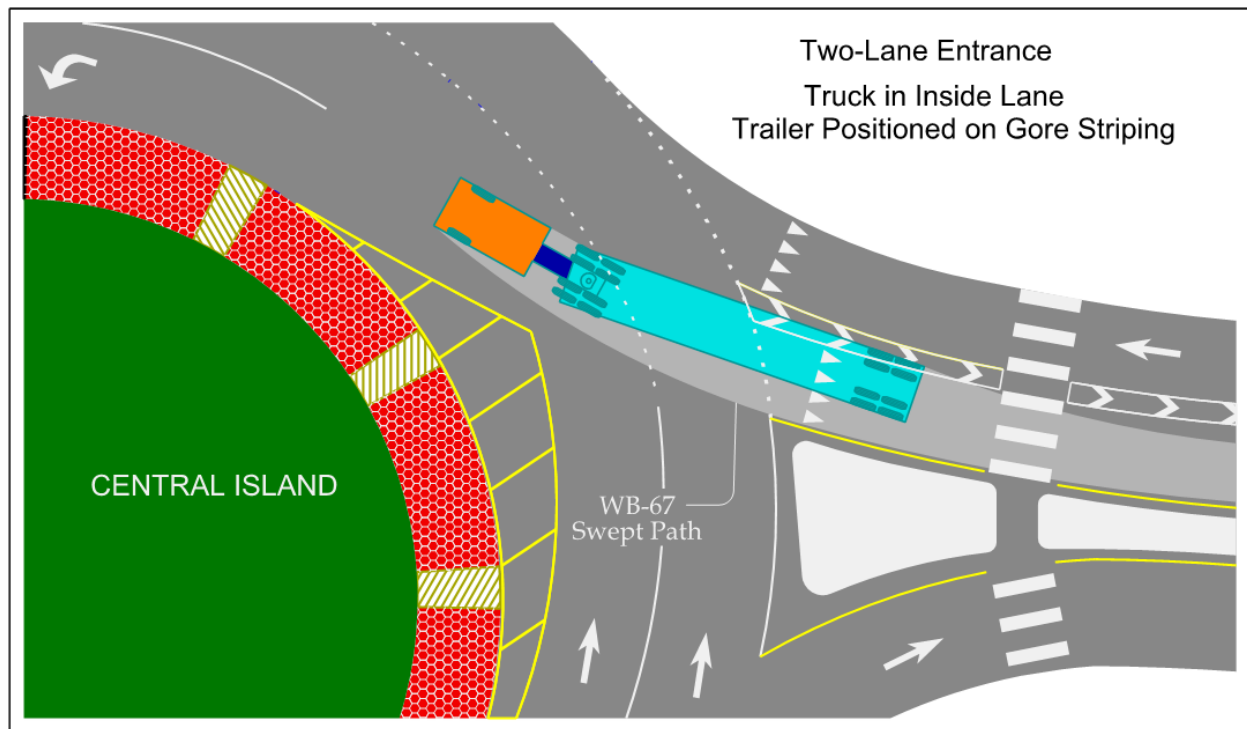 Two-Lane Entrance
Truck in Inside Lane
Trailer Positioned on Gore Striping
CENTRAL ISLAND
WB-67
Swept Path